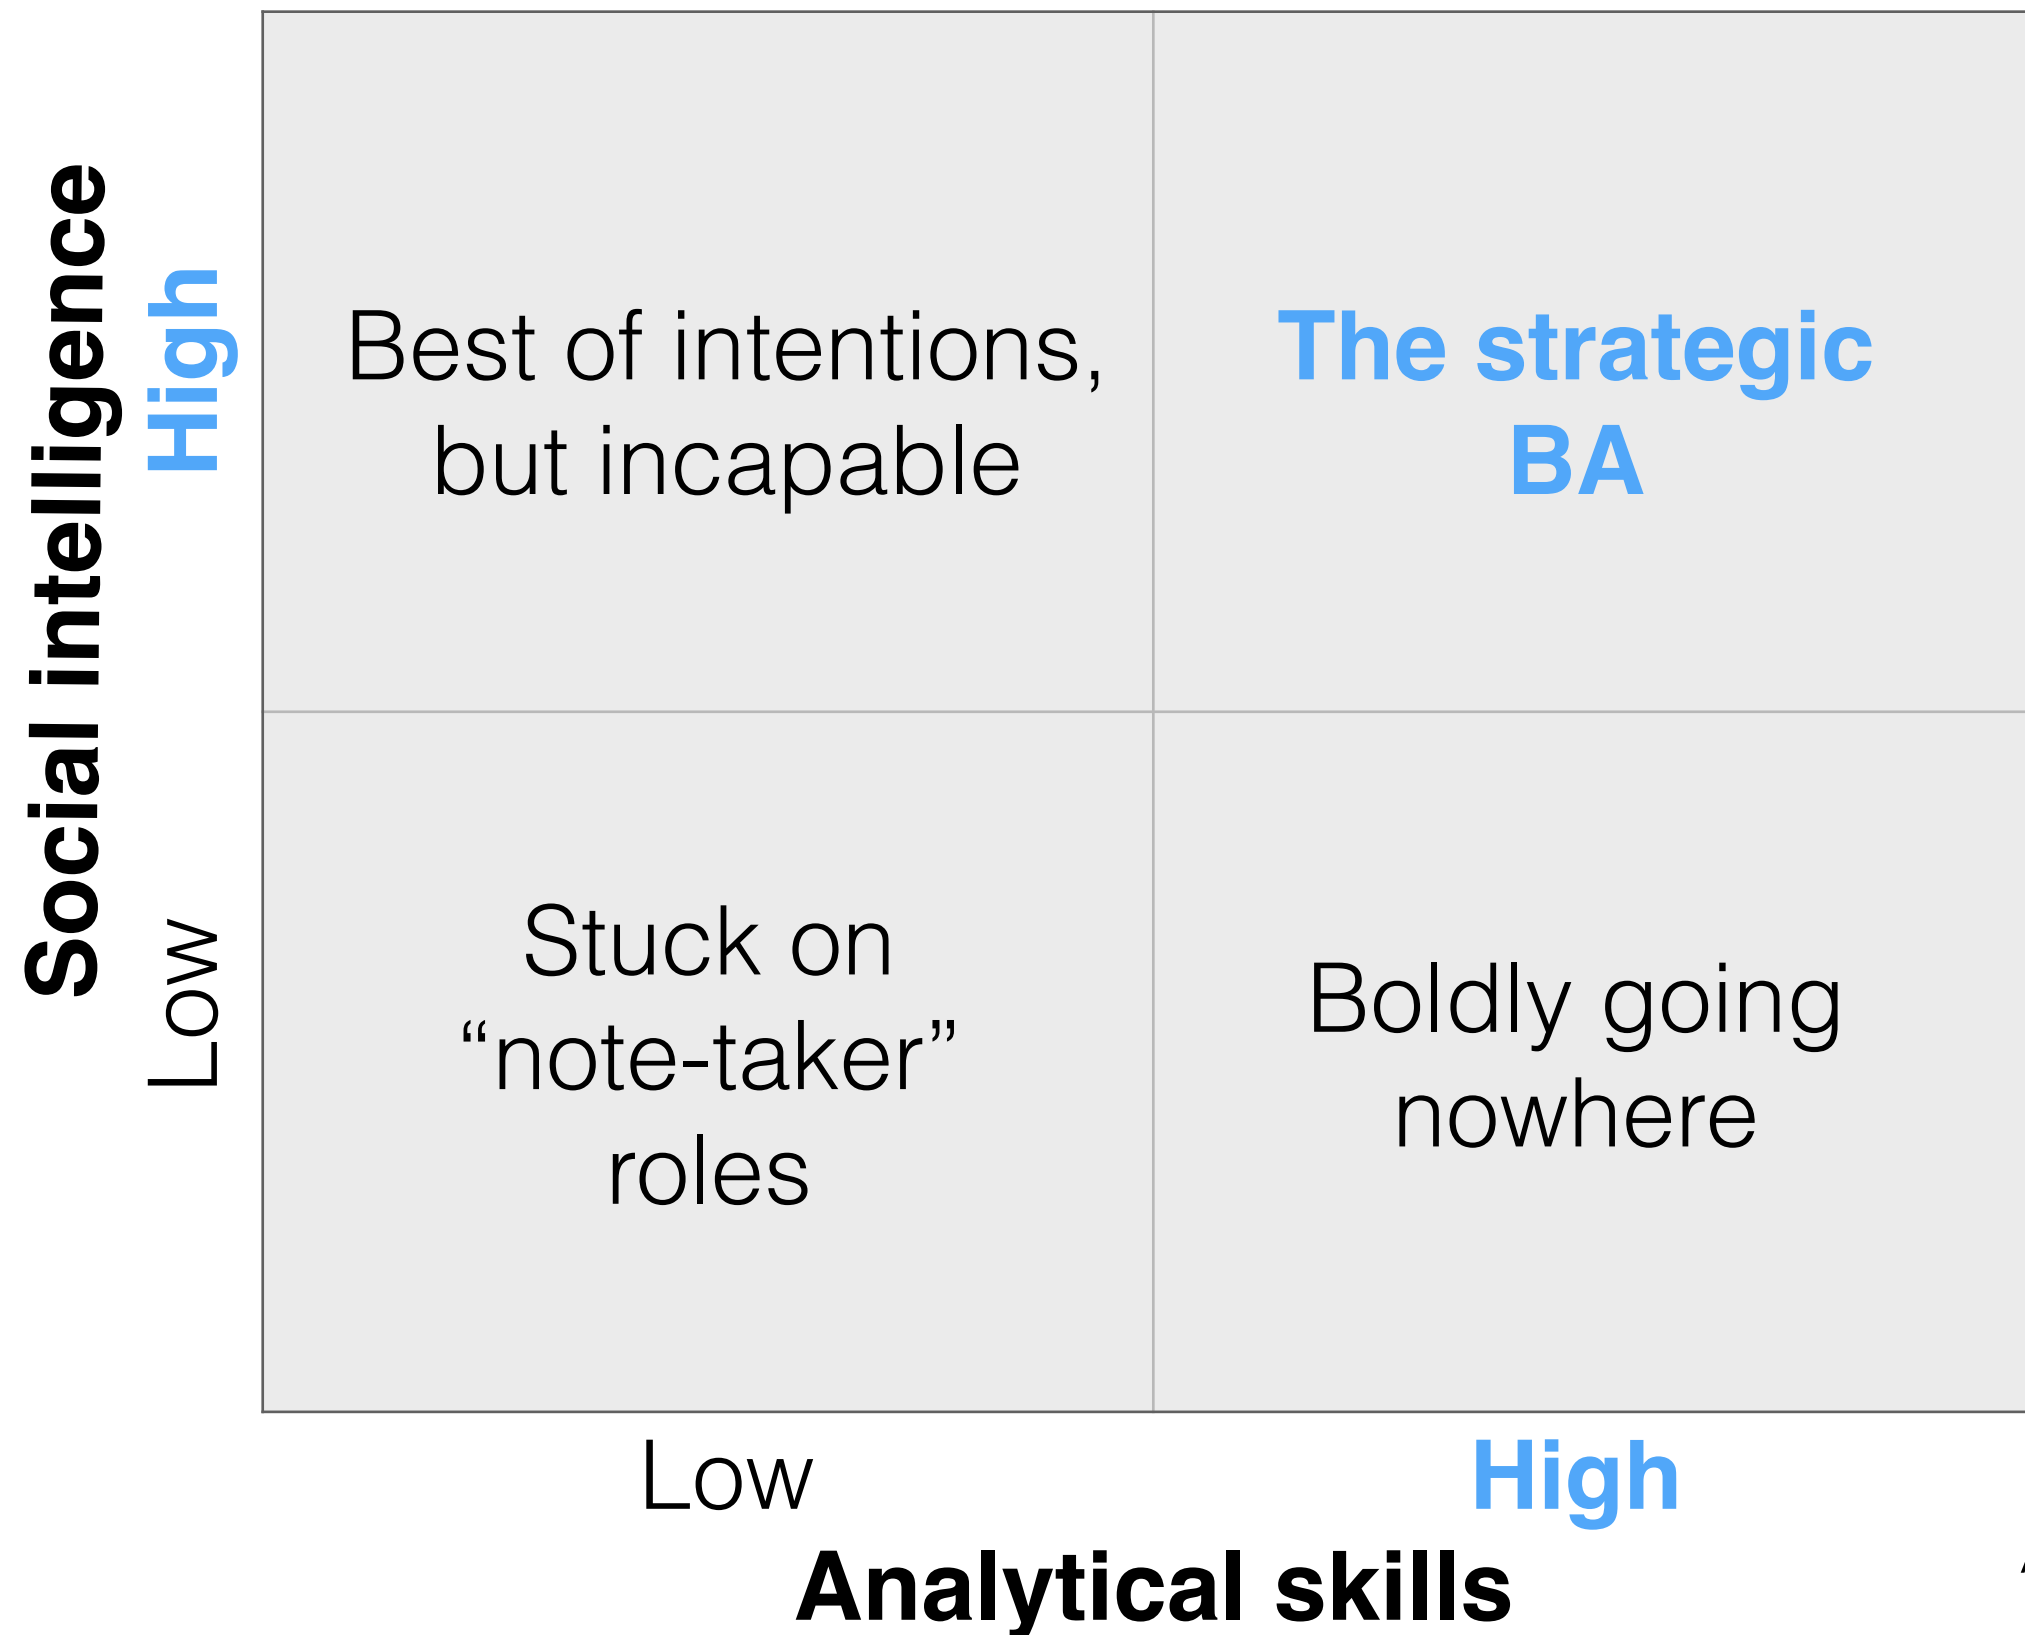 Social intelligence
High
Low
Best of intentions,
but incapable
The strategic
BA
Stuck on
“note-taker”
roles
Boldly going
nowhere
Low
High
Analytical skills